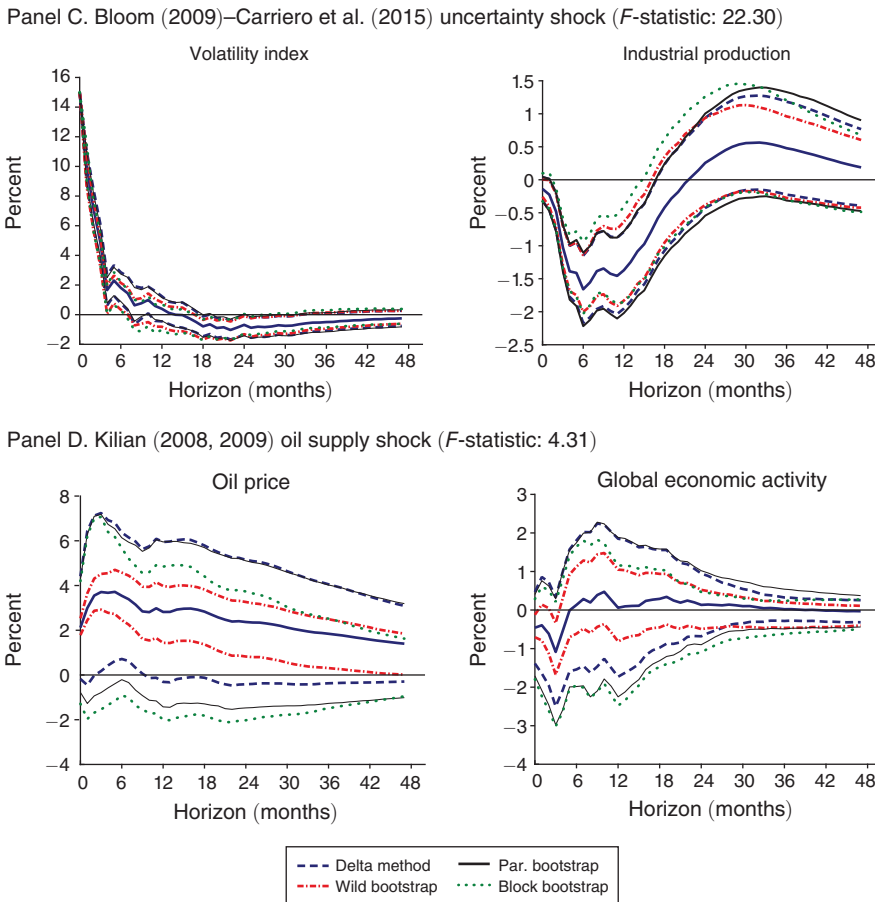 Panel C. Bloom (2009)–Carriero et al. (2015) uncertainty shock (F-statistic: 22.30)
Volatility index
Percent
16
14
12
10
8
6
4
2
0
−2
0 6 12 18 24 30 36 42 48
Horizon (months)
Industrial production
Percent
1.5
1
0.5
0
−0.5
−1
−1.5
−2
−2.5
0 6 12 18 24 30 36 42 48
Horizon (months)
Panel D. Kilian (2008, 2009) oil supply shock (F-statistic: 4.31)
Oil price
Percent
8
6
4
2
0
−2
−4
0 6 12 18 24 30 36 42 48
Horizon (months)
Global economic activity
Percent
3
2
1
0
−1
−2
−3
−4
0 6 12 18 24 30 36 42 48
Horizon (months)
Delta method
Par. bootstrap
Wild bootstrap
Block bootstrap